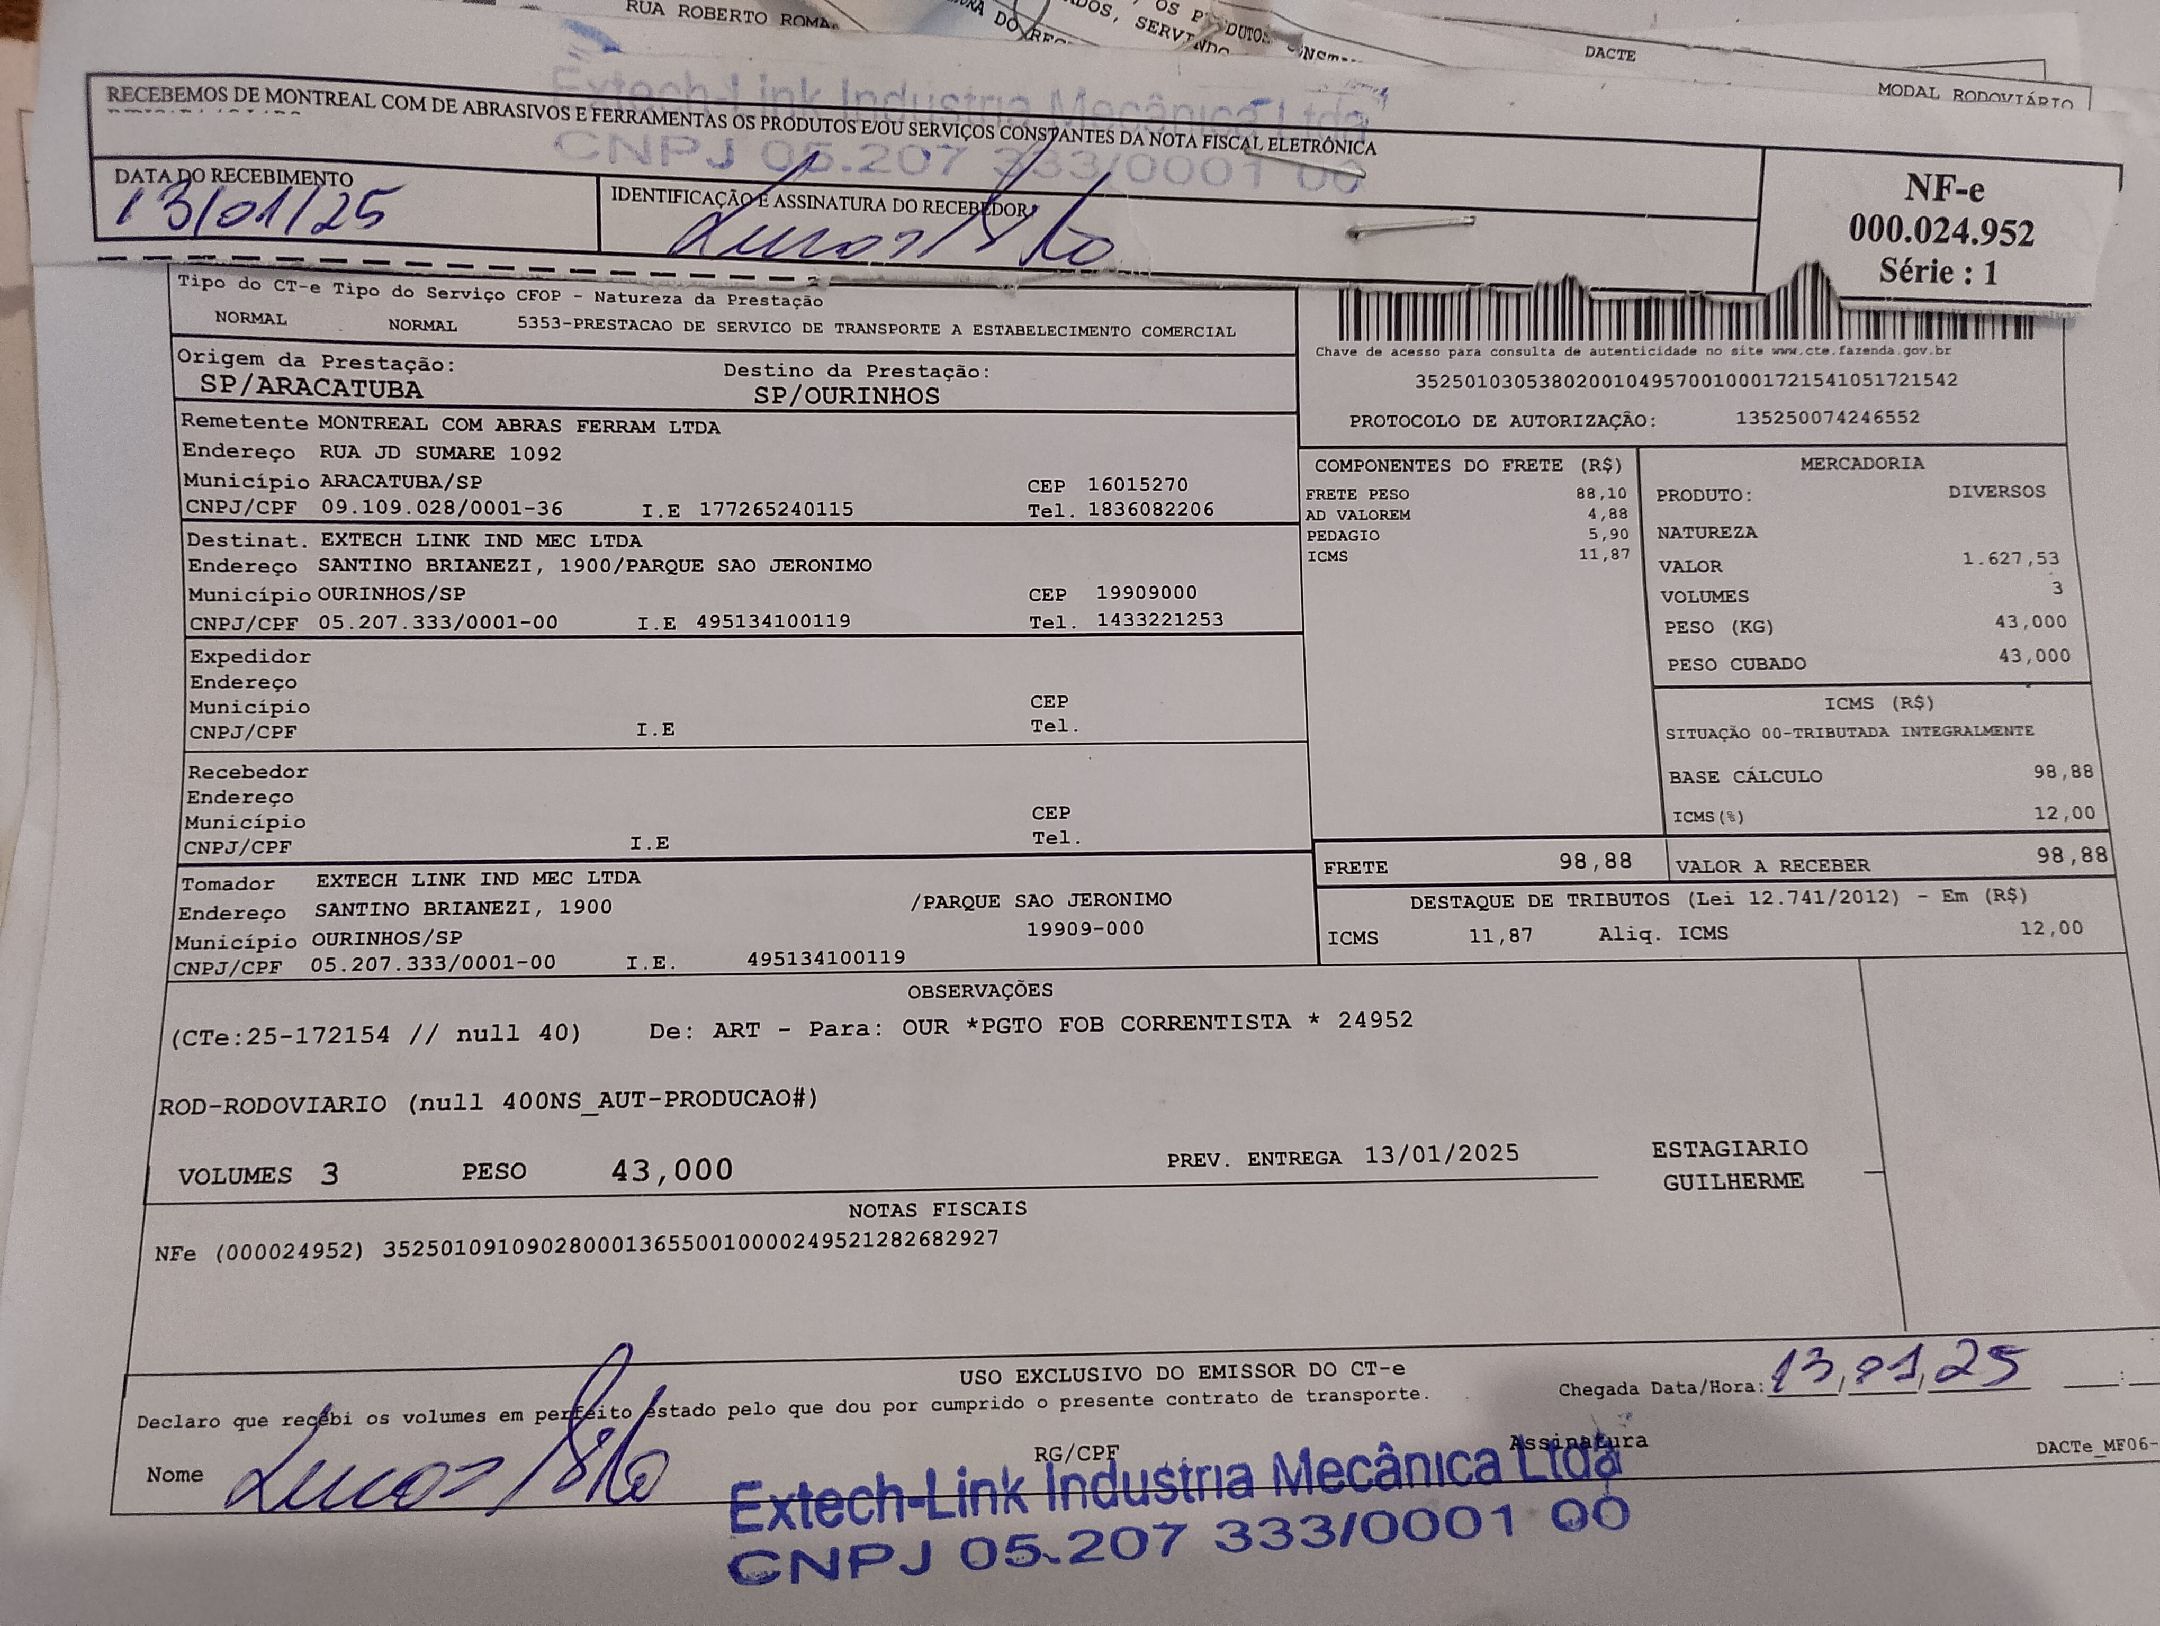 RUA ROBERTO ROMA
DACTE
MODAL RODOVIÁRIO
Extech-Link Industria Mecânica Ltda
CNPJ 05.207 333/0001 00
RECEBEMOS DE MONTREAL COM DE ABRASIVOS E FERRAMENTAS OS PRODUTOS E/OU SERVIÇOS CONSTANTES DA NOTA FISCAL ELETRÔNICA
DATA DO RECEBIMENTO
13/01/25
IDENTIFICAÇÃO E ASSINATURA DO RECEBEDOR
NF-e
000.024.952
Série : 1
Tipo do CT-e Tipo do Serviço CFOP - Natureza da Prestação
NORMAL NORMAL 5353-PRESTACAO DE SERVICO DE TRANSPORTE A ESTABELECIMENTO COMERCIAL
Origem da Prestação: Destino da Prestação:
SP/ARACATUBA SP/OURINHOS
Chave de acesso para consulta de autenticidade no site www.cte.fazenda.gov.br
35250103053802001049570010001721541051721542
PROTOCOLO DE AUTORIZAÇÃO: 135250074246552
Remetente MONTREAL COM ABRAS FERRAM LTDA
Endereço RUA JD SUMARE 1092
Município ARACATUBA/SP CEP 16015270
CNPJ/CPF 09.109.028/0001-36 I.E 177265240115 Tel. 1836082206
Destinat. EXTECH LINK IND MEC LTDA
Endereço SANTINO BRIANEZI, 1900/PARQUE SAO JERONIMO
Município OURINHOS/SP CEP 19909000
CNPJ/CPF 05.207.333/0001-00 I.E 495134100119 Tel. 1433221253
Expedidor
Endereço
Município CEP
CNPJ/CPF I.E Tel.
Recebedor
Endereço
Município CEP
CNPJ/CPF I.E Tel.
Tomador EXTECH LINK IND MEC LTDA
Endereço SANTINO BRIANEZI, 1900 /PARQUE SAO JERONIMO
Município OURINHOS/SP 19909-000
CNPJ/CPF 05.207.333/0001-00 I.E. 495134100119
COMPONENTES DO FRETE (R$)
FRETE PESO 88,10
AD VALOREM 4,88
PEDAGIO 5,90
ICMS 11,87
MERCADORIA
PRODUTO: DIVERSOS
NATUREZA
VALOR 1.627,53
VOLUMES 3
PESO (KG) 43,000
PESO CUBADO 43,000
ICMS (R$)
SITUAÇÃO 00-TRIBUTADA INTEGRALMENTE
BASE CÁLCULO 98,88
ICMS(%) 12,00
FRETE 98,88 VALOR A RECEBER 98,88
DESTAQUE DE TRIBUTOS (Lei 12.741/2012) - Em (R$)
ICMS 11,87 Aliq. ICMS 12,00
OBSERVAÇÕES
(CTe:25-172154 // null 40) De: ART - Para: OUR *PGTO FOB CORRENTISTA * 24952
ROD-RODOVIARIO (null 400NS_AUT-PRODUCAO#)
VOLUMES 3 PESO 43,000 PREV. ENTREGA 13/01/2025
ESTAGIARIO
GUILHERME
NOTAS FISCAIS
NFe (000024952) 35250109109028000136550010000249521282682927
USO EXCLUSIVO DO EMISSOR DO CT-e
Declaro que recebi os volumes em perfeito estado pelo que dou por cumprido o presente contrato de transporte.
Chegada Data/Hora: 13/01/25 :
Nome RG/CPF Assinatura
DACTe_MF06-
Extech-Link Industria Mecânica Ltda
CNPJ 05.207 333/0001 00